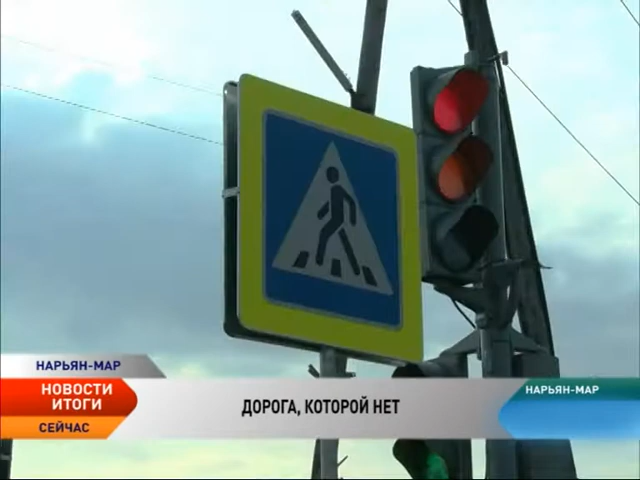 НАРЬЯН-МАР
НОВОСТИ
ИТОГИ
СЕЙЧАС
ДОРОГА, КОТОРОЙ НЕТ
НАРЬЯН-МАР